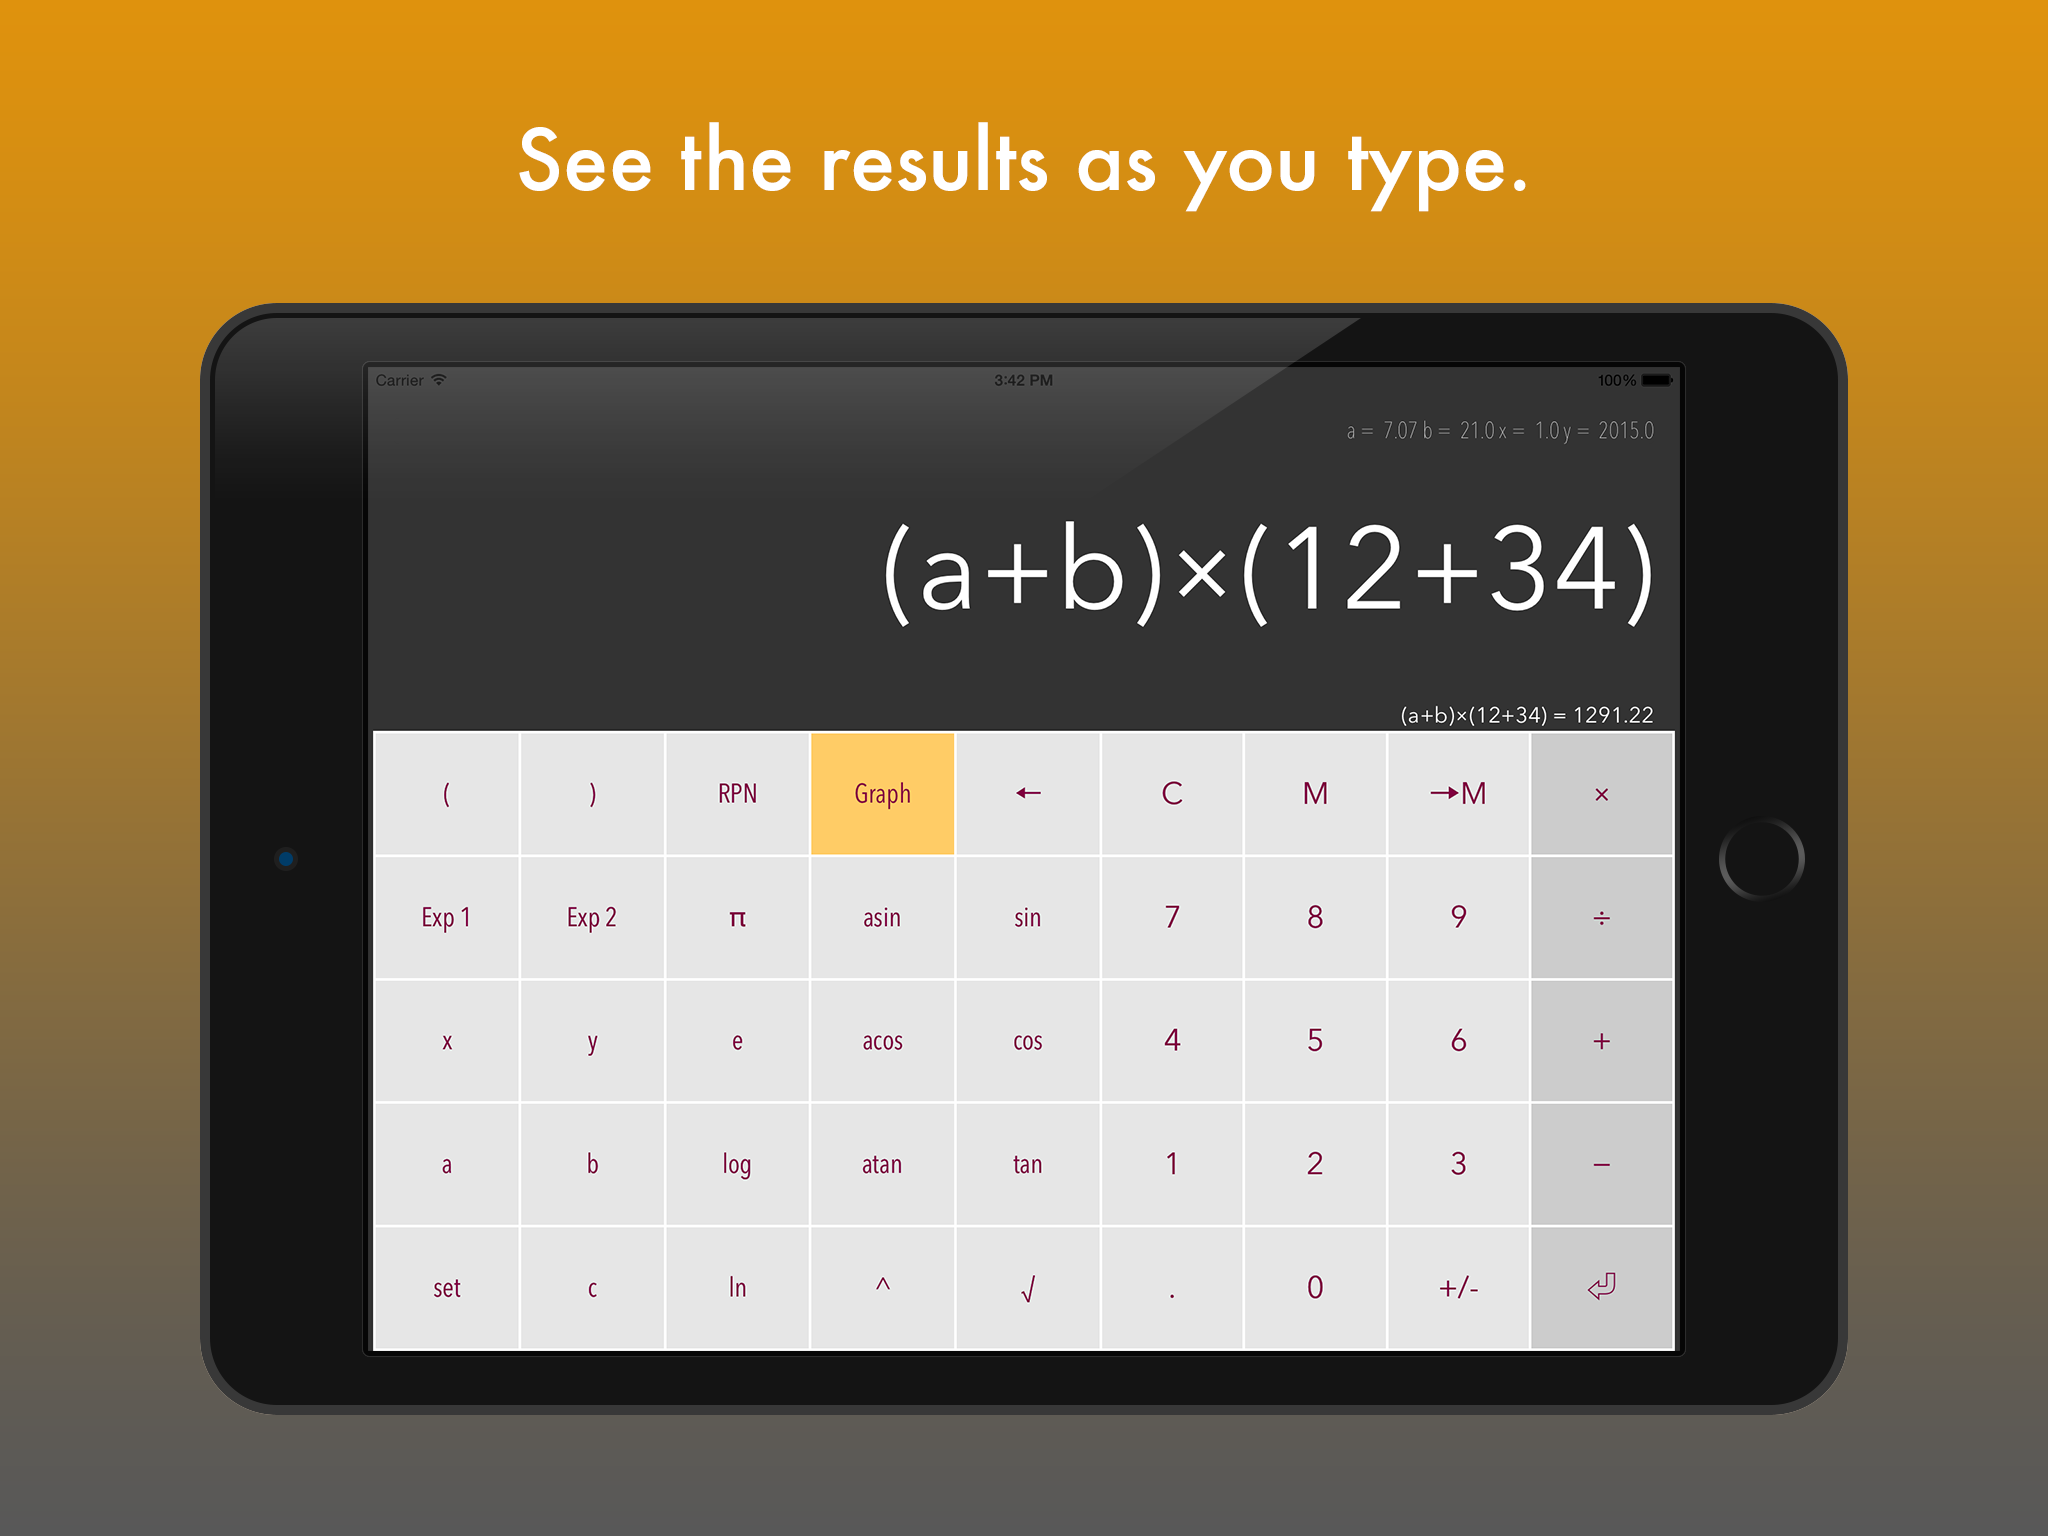 See the results as you type.
Carrier 3:42 PM 100%
a = 7.07 b = 21.0 x = 1.0 y = 2015.0
(a+b)×(12+34)
(a+b)×(12+34) = 1291.22
( ) RPN Graph ← C M →M ×
Exp 1 Exp 2 π asin sin 7 8 9 ÷
x y e acos cos 4 5 6 +
a b log atan tan 1 2 3 −
set c ln ^ √ . 0 +/-